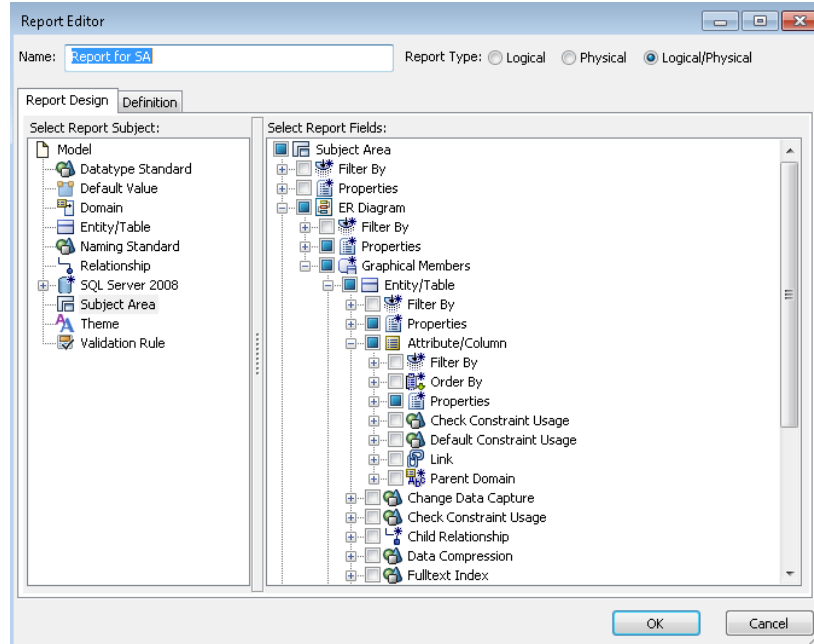 Report Editor
Name: Report for SA Report Type: Logical Physical Logical/Physical
Report Design Definition
Select Report Subject:
Model
Datatype Standard
Default Value
Domain
Entity/Table
Naming Standard
Relationship
SQL Server 2008
Subject Area
Theme
Validation Rule
Select Report Fields:
Subject Area
Filter By
Properties
ER Diagram
Filter By
Properties
Graphical Members
Entity/Table
Filter By
Properties
Attribute/Column
Filter By
Order By
Properties
Check Constraint Usage
Default Constraint Usage
Link
Parent Domain
Change Data Capture
Check Constraint Usage
Child Relationship
Data Compression
Fulltext Index
OK Cancel